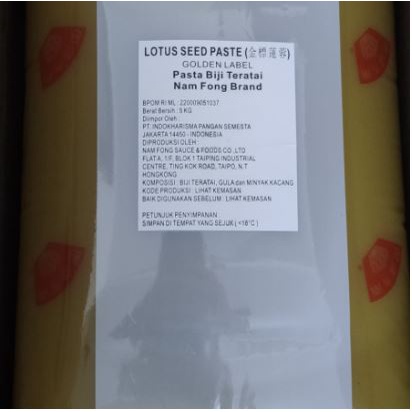 LOTUS SEED PASTE (金標蓮蓉)
GOLDEN LABEL
Pasta Biji Teratai
Nam Fong Brand
BPOM RI ML : 220009051037
Berat Bersih : 5 KG
Diimpor Oleh :
PT. INDOKHARISMA PANGAN SEMESTA
JAKARTA 14450 - INDONESIA
DIPRODUKSI OLEH :
NAM FONG SAUCE & FOODS CO.,LTD
FLAT A, 1/F, BLOK 1 TAIPING INDUSTRIAL
CENTRE, TING KOK ROAD, TAIPO, N.T
HONGKONG
KOMPOSISI : BIJI TERATAI, GULA dan MINYAK KACANG
KODE PRODUKSI : LIHAT KEMASAN
BAIK DIGUNAKAN SEBELUM : LIHAT KEMASAN
PETUNJUK PENYIMPANAN
SIMPAN DI TEMPAT YANG SEJUK ( <18°C )